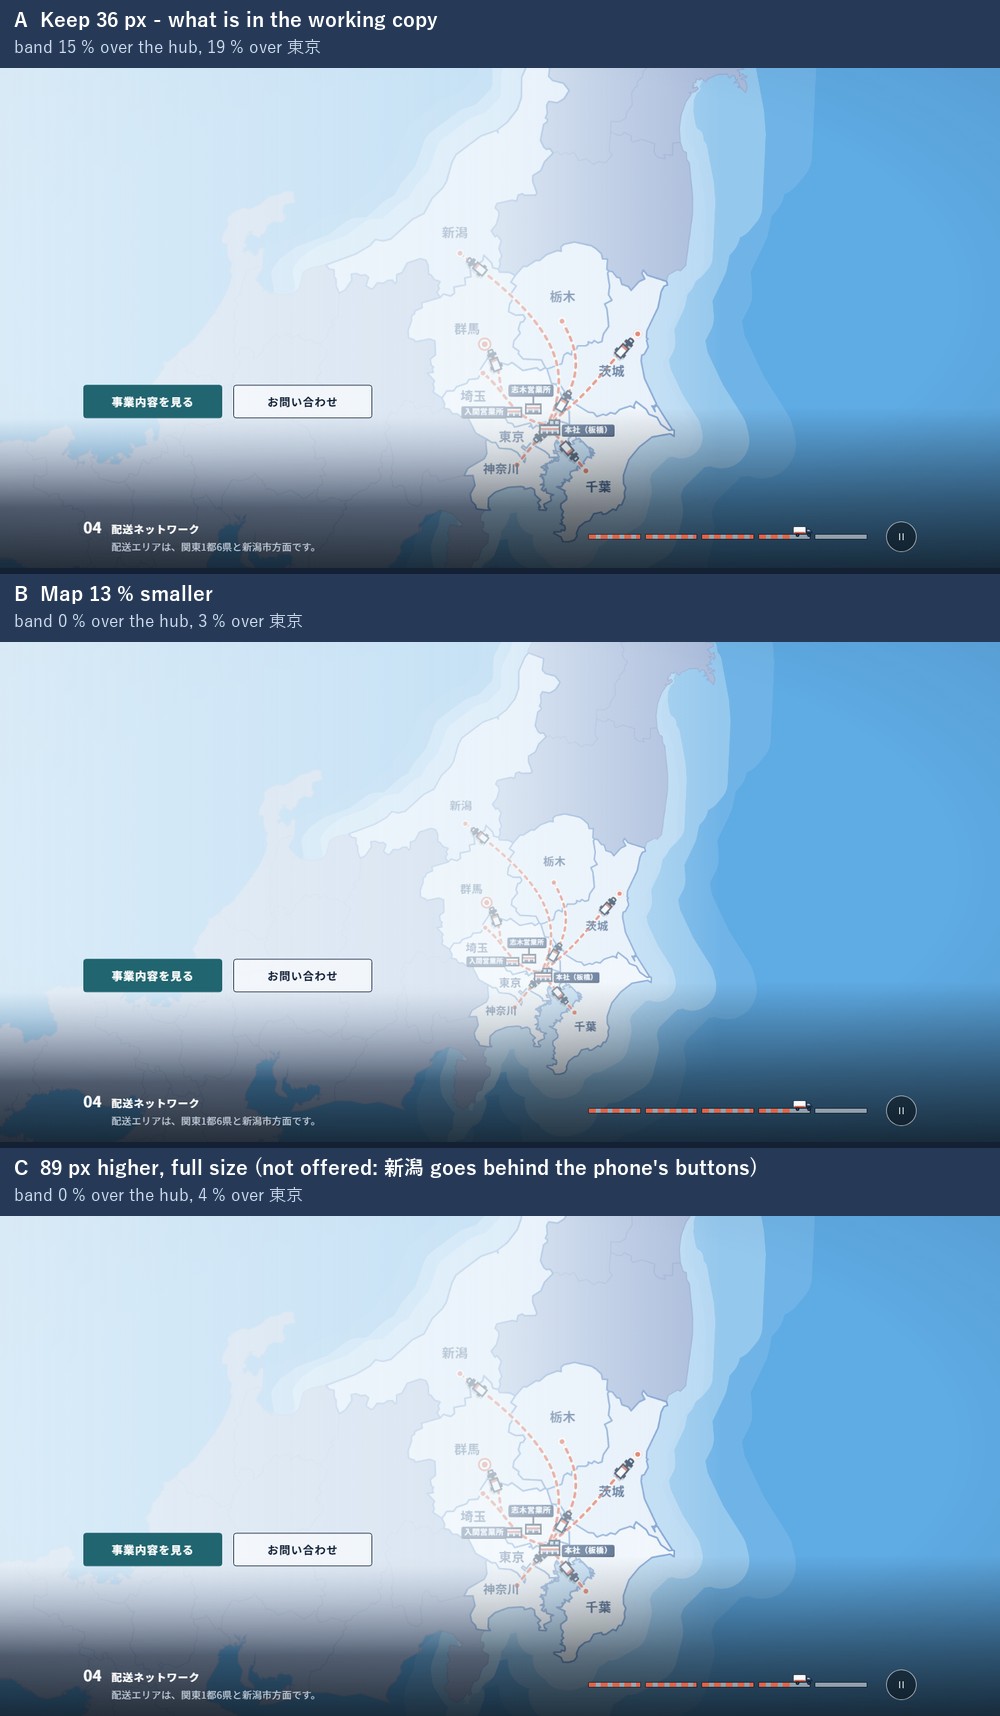 A Keep 36 px - what is in the working copy
band 15 % over the hub, 19 % over 東京
新潟
栃木
群馬
茨城
志木営業所
埼玉
入間営業所
本社（板橋）
東京
神奈川
千葉
事業内容を見る
お問い合わせ
04 配送ネットワーク
配送エリアは、関東1都6県と新潟市方面です。
B Map 13 % smaller
band 0 % over the hub, 3 % over 東京
新潟
栃木
群馬
茨城
志木営業所
埼玉
入間営業所
本社（板橋）
東京
神奈川
千葉
事業内容を見る
お問い合わせ
04 配送ネットワーク
配送エリアは、関東1都6県と新潟市方面です。
C 89 px higher, full size (not offered: 新潟 goes behind the phone's buttons)
band 0 % over the hub, 4 % over 東京
新潟
栃木
群馬
茨城
志木営業所
埼玉
入間営業所
本社（板橋）
東京
神奈川
千葉
事業内容を見る
お問い合わせ
04 配送ネットワーク
配送エリアは、関東1都6県と新潟市方面です。